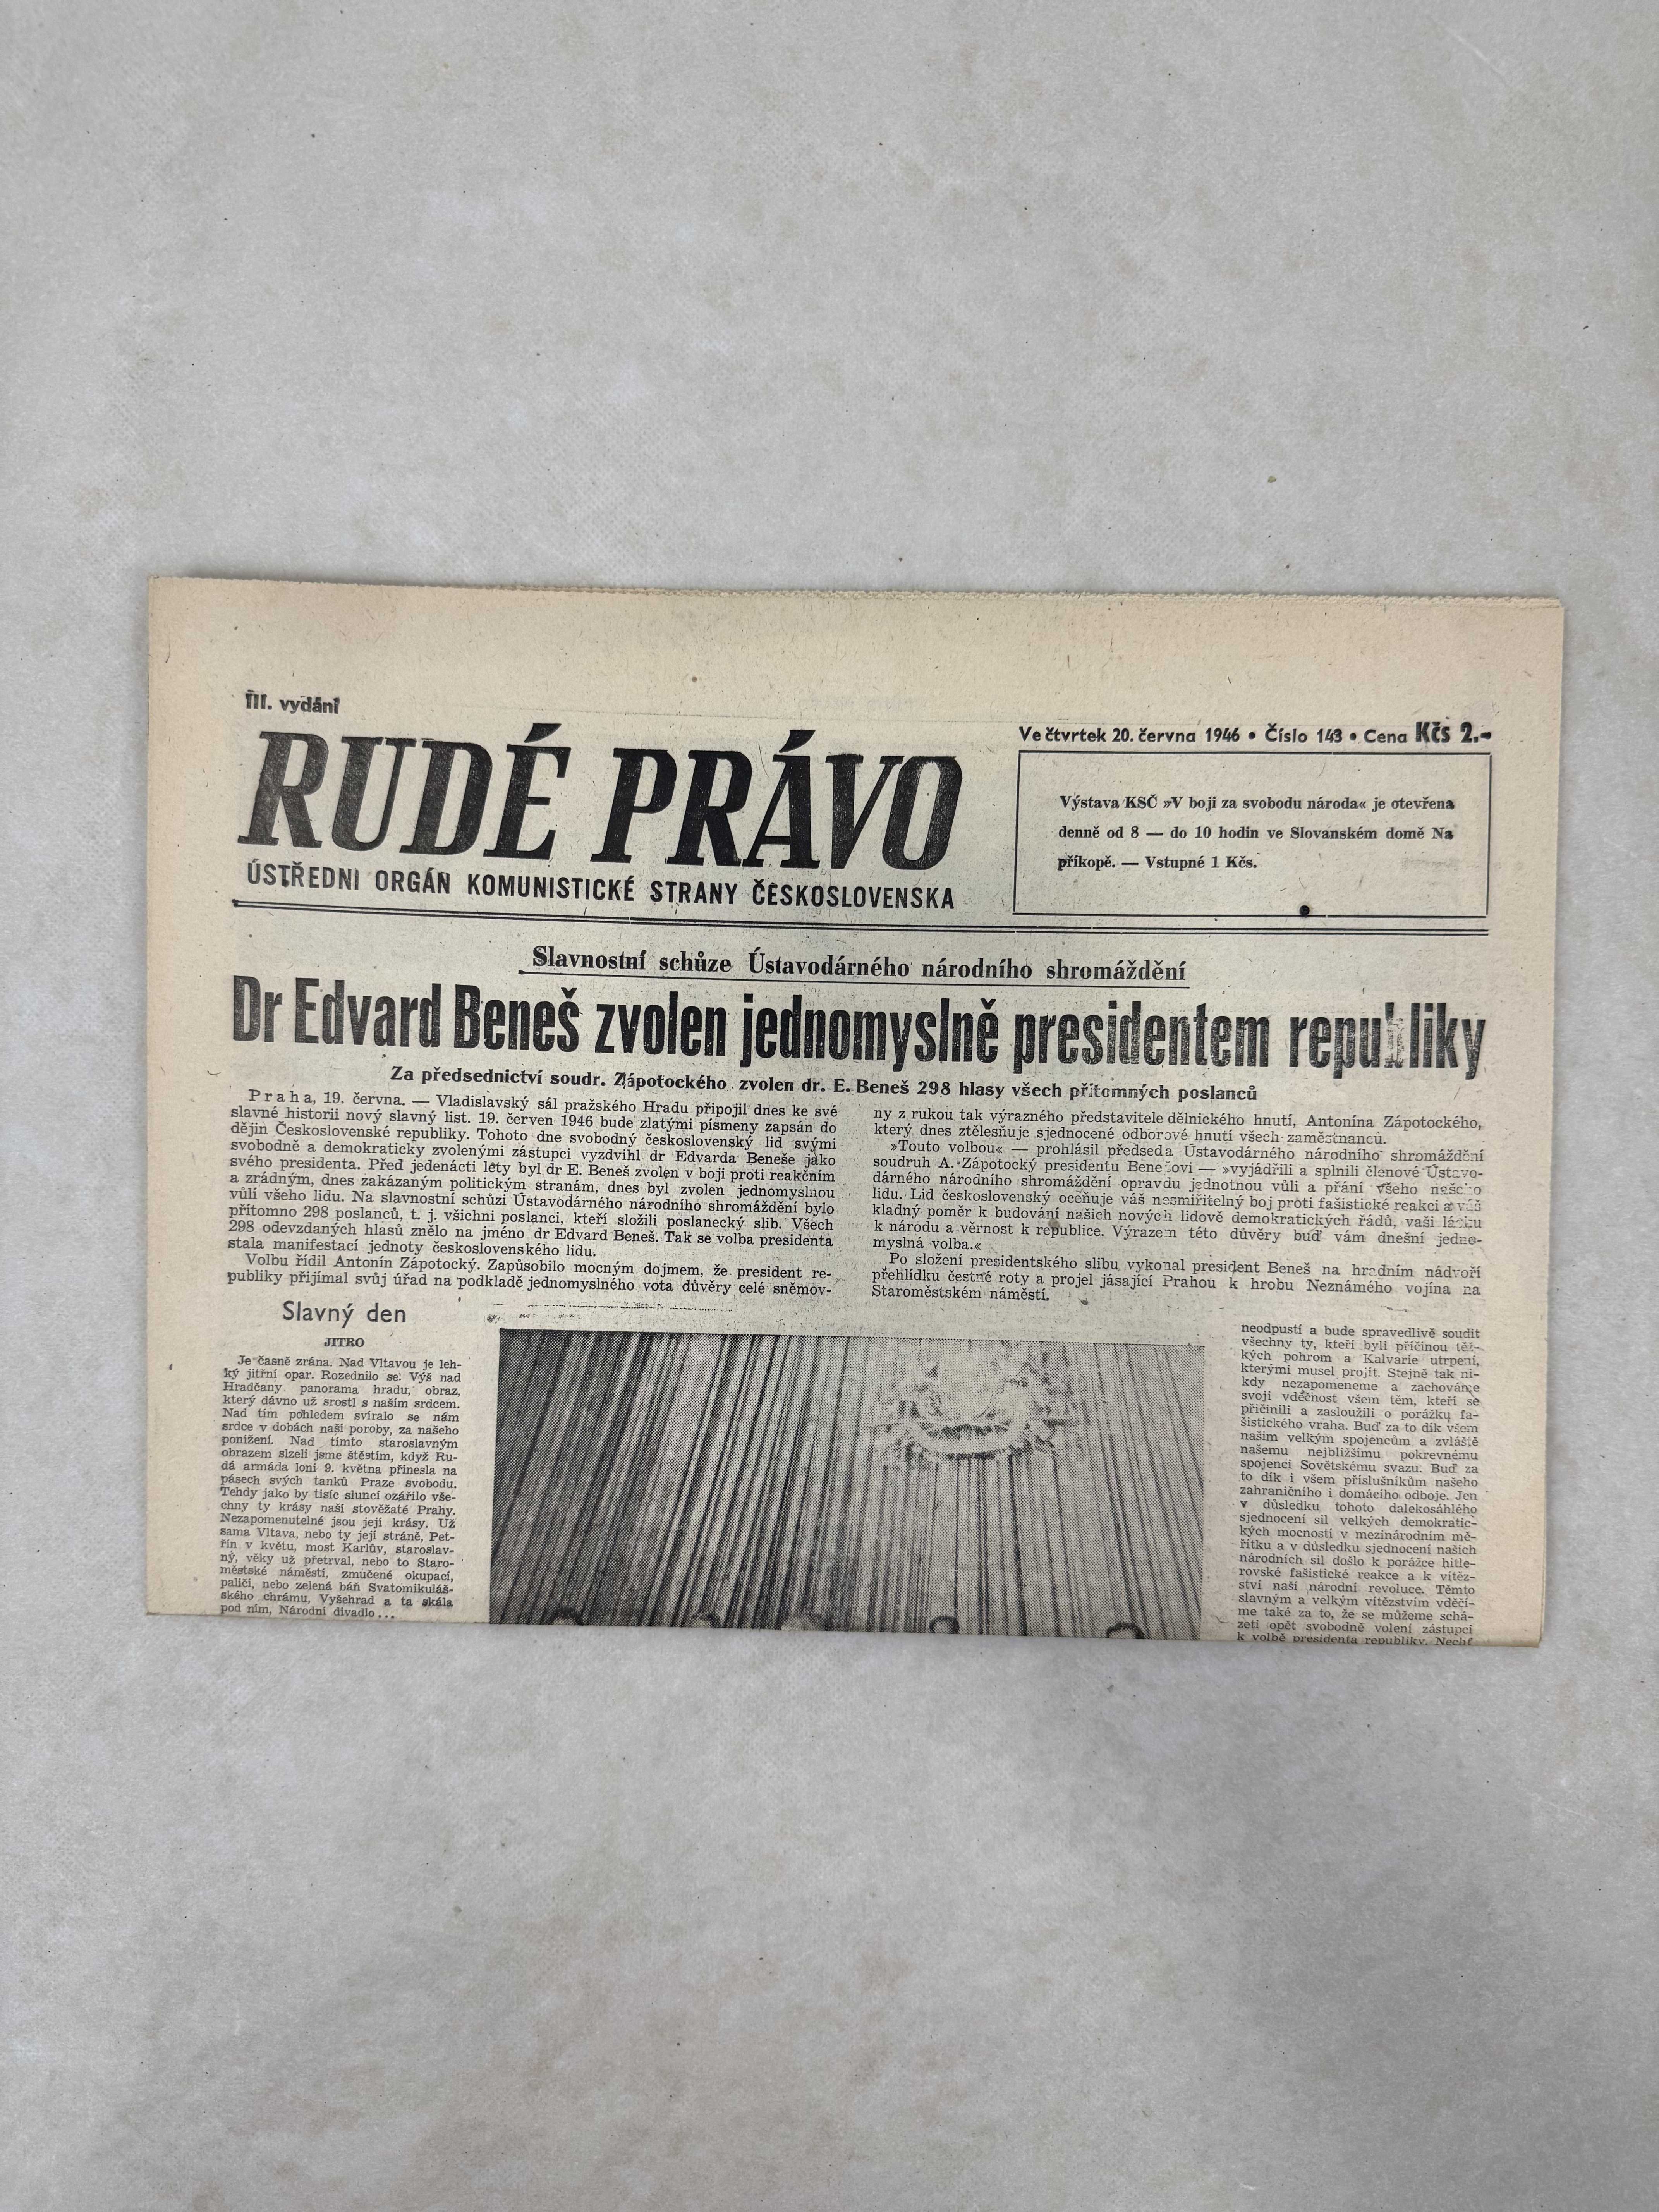 III. vydání
RUDÉ PRÁVO
ÚSTŘEDNI ORGÁN KOMUNISTICKÉ STRANY ČESKOSLOVENSKA
Ve čtvrtek 20. června 1946 • Číslo 143 • Cena Kčs 2.-
Výstava KSČ »V boji za svobodu národa« je otevřena
denně od 8 — do 10 hodin ve Slovanském domě Na
příkopě. — Vstupné 1 Kčs.
Slavnostní schůze Ústavodárného národního shromáždění
Dr Edvard Beneš zvolen jednomyslně presidentem republiky
Za předsednictví soudr. Zápotockého zvolen dr. E. Beneš 298 hlasy všech přítomných poslanců
Praha, 19. června. — Vladislavský sál pražského Hradu připojil dnes ke své
slavné historii nový slavný list. 19. červen 1946 bude zlatými písmeny zapsán do
dějin Československé republiky. Tohoto dne svobodný československý lid svými
svobodně a demokraticky zvolenými zástupci vyzdvihl dr Edvarda Beneše jako
svého presidenta. Před jedenácti léty byl dr E. Beneš zvolen v boji proti reakčním
a zrádným, dnes zakázaným politickým stranám, dnes byl zvolen jednomyslnou
vůlí všeho lidu. Na slavnostní schůzi Ústavodárného národního shromáždění bylo
přítomno 298 poslanců, t. j. všichni poslanci, kteří složili poslanecký slib. Všech
298 odevzdaných hlasů znělo na jméno dr Edvard Beneš. Tak se volba presidenta
stala manifestací jednoty československého lidu.
Volbu řídil Antonín Zápotocký. Zapůsobilo mocným dojmem, že president re-
publiky přijímal svůj úřad na podkladě jednomyslného vota důvěry celé sněmov-
ny z rukou tak výrazného představitele dělnického hnutí, Antonína Zápotockého,
který dnes ztělesňuje sjednocené odborové hnutí všech zaměstnanců.
»Touto volbou« — prohlásil předseda Ústavodárného národního shromáždční
soudruh A. Zápotocký presidentu Benešovi — »vyjádřili a splnili členové Ústavo-
dárného národního shromáždění opravdu jednotnou vůli a přání všeho našeho
lidu. Lid československý oceňuje váš nesmiřitelný boj proti fašistické reakci a váš
kladný poměr k budování našich nových lidově demokratických řádů, vaši lásku
k národu a věrnost k republice. Výrazem této důvěry buď vám dnešní jedno-
myslná volba.«
Po složení presidentského slibu vykonal president Beneš na hradním nádvoří
přehlídku čestné roty a projel jásající Prahou k hrobu Neznámého vojína na
Staroměstském náměstí.
Slavný den
JITRO
Je časně zrána. Nad Vltavou je leh-
ký jitřní opar. Rozednilo se. Výš nad
Hradčany panorama hradu, obraz,
který dávno už srostl s naším srdcem.
Nad tím pohledem svíralo se nám
srdce v dobách naší poroby, za našeho
ponížení. Nad tímto staroslavným
obrazem slzeli jsme štěstím, když Ru-
dá armáda loni 9. května přinesla na
pásech svých tanků Praze svobodu.
Tehdy jako by tisíc sluncí ozářilo vše-
chny ty krásy naší stověžaté Prahy.
Nezapomenutelné jsou její krásy. Už
sama Vltava, nebo ty její stráně, Pet-
řín v květu, most Karlův, staroslav-
ný, věky už přetrval, nebo to Staro-
městské náměstí, zmučené okupací,
paliči, nebo zelená báň Svatomikuláš-
ského chrámu, Vyšehrad a ta skála
pod ním, Národní divadlo...
neodpustí a bude spravedlivě soudit
všechny ty, kteří byli příčinou těž-
kých pohrom a Kalvarie utrpení,
kterými musel projít. Stejně tak ni-
kdy nezapomeneme a zachováme
svoji vděčnost všem těm, kteří se
přičinili a zasloužili o porážku fa-
šistického vraha. Buď za to dík všem
našim velkým spojencům a zvláště
našemu nejbližšímu pokrevnému
spojenci Sovětskému svazu. Buď za
to dík i všem příslušníkům našeho
zahraničního i domácího odboje. Jen
v důsledku tohoto dalekosáhlého
sjednocení sil velkých demokratic-
kých mocností v mezinárodním mě-
řítku a v důsledku sjednocení našich
národních sil došlo k porážce hitle-
rovské fašistické reakce a k vítěz-
ství naší národní revoluce. Těmto
slavným a velkým vítězstvím vděčí-
me také za to, že se můžeme schá-
zeti opět svobodně volení zástupci
k volbě presidenta republiky. Nechť